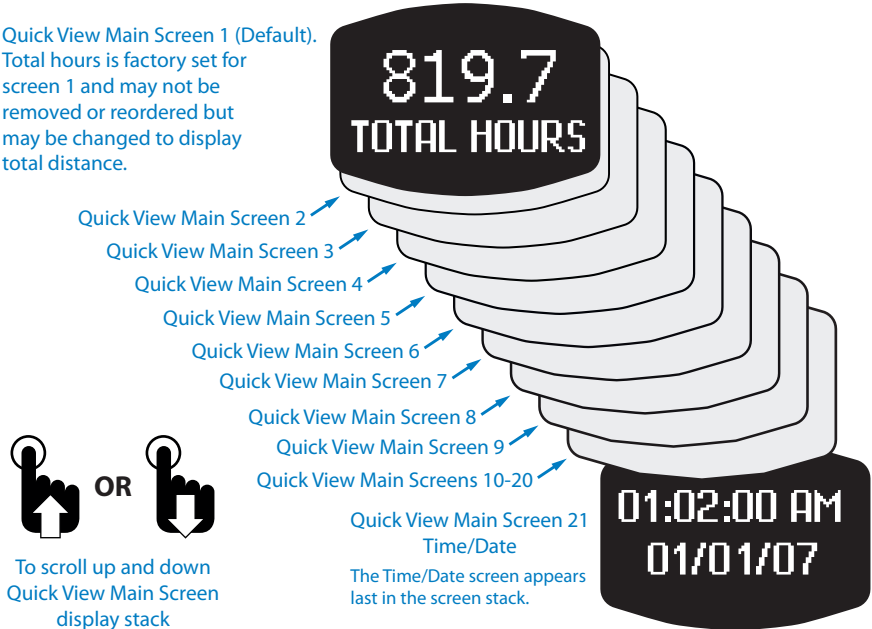 Quick View Main Screen 1 (Default).
Total hours is factory set for
screen 1 and may not be
removed or reordered but
may be changed to display
total distance.
819.7
TOTAL HOURS
Quick View Main Screen 2
Quick View Main Screen 3
Quick View Main Screen 4
Quick View Main Screen 5
Quick View Main Screen 6
Quick View Main Screen 7
Quick View Main Screen 8
Quick View Main Screen 9
Quick View Main Screens 10-20
OR
To scroll up and down
Quick View Main Screen
display stack
Quick View Main Screen 21
Time/Date
The Time/Date screen appears
last in the screen stack.
01:02:00 AM
01/01/07